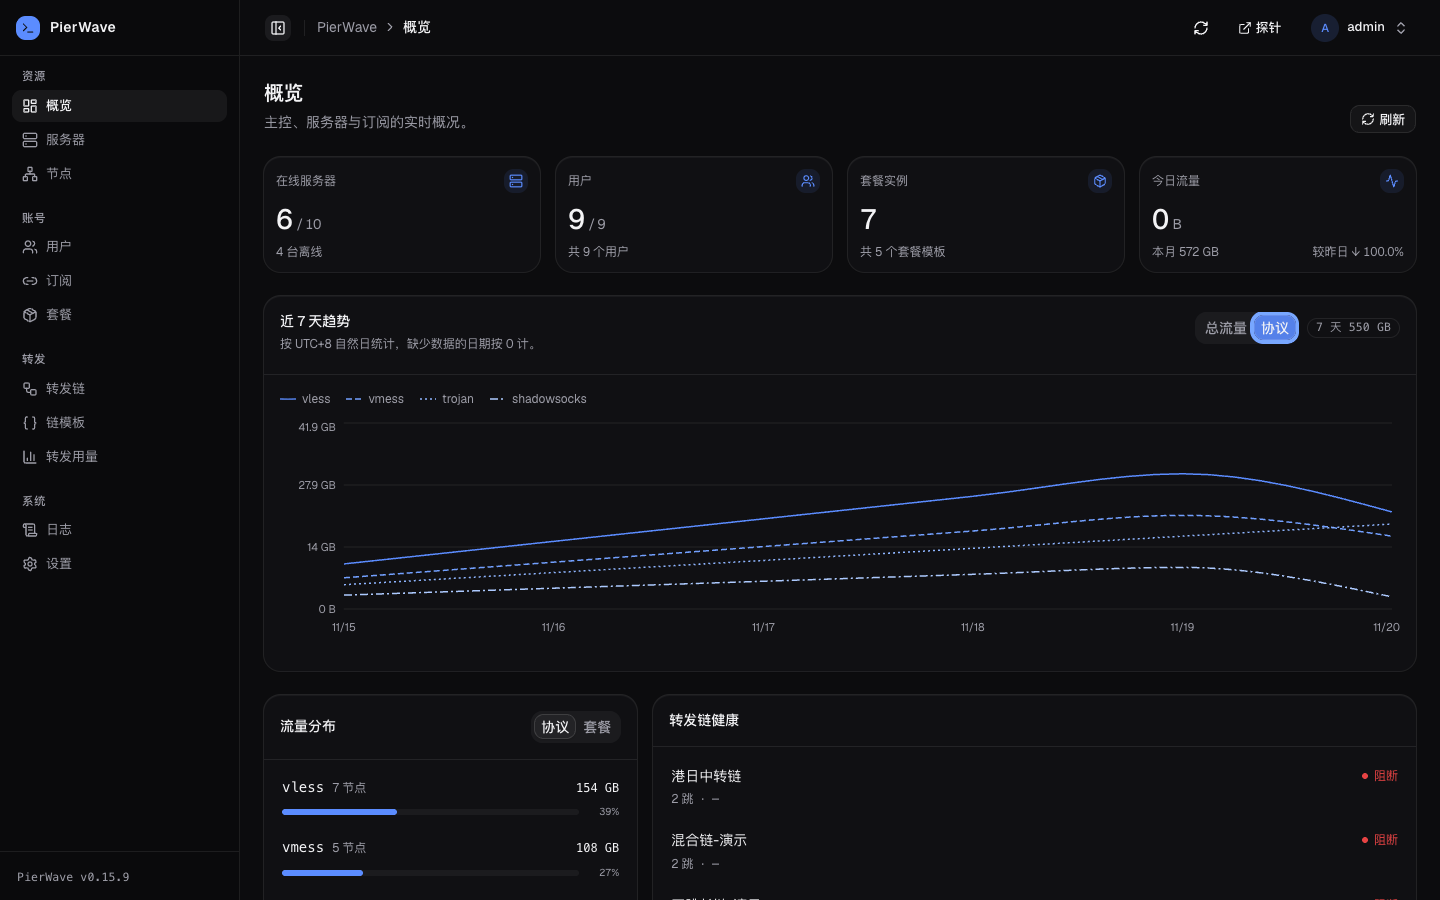 PierWave
PierWave > 概览
探针
A
admin
资源
概览
服务器
节点
账号
用户
订阅
套餐
转发
转发链
链模板
转发用量
系统
日志
设置
PierWave v0.15.9
概览
主控、服务器与订阅的实时概况。
刷新
在线服务器
6 / 10
4 台离线
用户
9 / 9
共 9 个用户
套餐实例
7
共 5 个套餐模板
今日流量
0 B
本月 572 GB
较昨日 ↓ 100.0%
近 7 天趋势
按 UTC+8 自然日统计，缺少数据的日期按 0 计。
总流量
协议
7 天 550 GB
vless
vmess
trojan
shadowsocks
41.9 GB
27.9 GB
14 GB
0 B
11/15
11/16
11/17
11/18
11/19
11/20
流量分布
协议
套餐
vless 7 节点
154 GB
39%
vmess 5 节点
108 GB
27%
转发链健康
港日中转链
阻断
2 跳 · —
混合链-演示
阻断
2 跳 · —